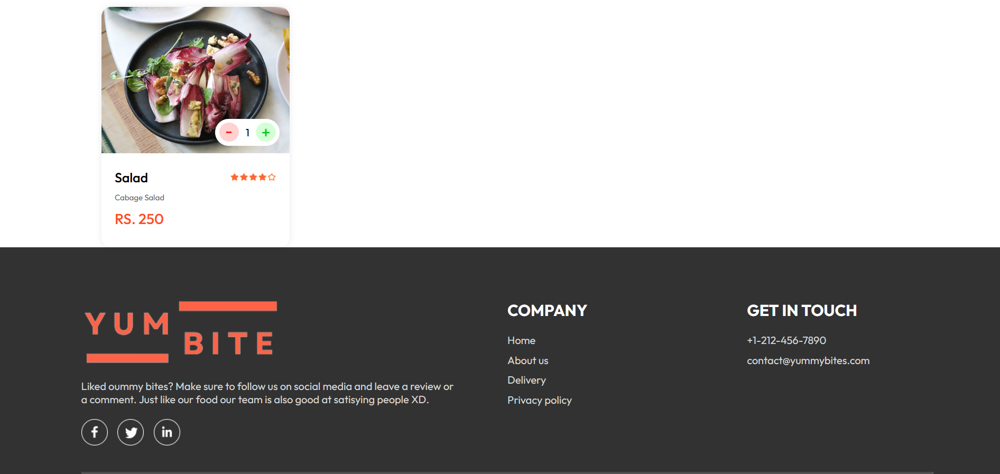 1
Salad
Cabage Salad
RS. 250
YUM
BITE
Liked oummy bites? Make sure to follow us on social media and leave a review or
a comment. Just like our food our team is also good at satisying people XD.
COMPANY
Home
About us
Delivery
Privacy policy
GET IN TOUCH
+1-212-456-7890
contact@yummybites.com